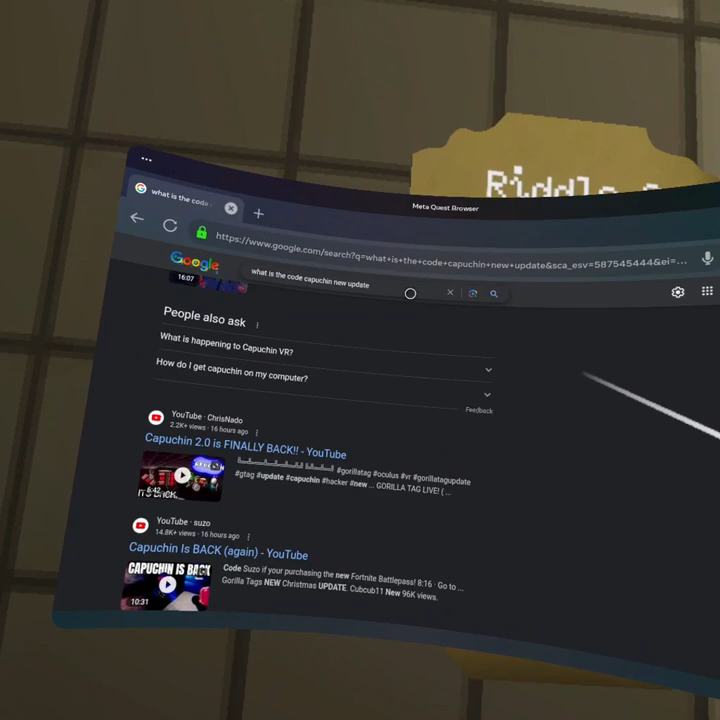 Riddle
...
what is the code
Meta Quest Browser
https://www.google.com/search?q=what+is+the+code+capuchin+new+update&sca_esv=587545444&ei=...
Google
what is the code capuchin new update
16:07
People also ask
What is happening to Capuchin VR?
How do I get capuchin on my computer?
Feedback
YouTube · ChrisNado
2.2K+ views · 16 hours ago
Capuchin 2.0 is FINALLY BACK!! - YouTube
#gorillatag #oculus #vr #gorillatagupdate
#gtag #update #capuchin #hacker #new ... GORILLA TAG LIVE! ( ...
6:42
IT'S BACK
YouTube · suzo
14.8K+ views · 16 hours ago
Capuchin Is BACK (again) - YouTube
CAPUCHIN IS BACK
Code Suzo if your purchasing the new Fortnite Battlepass! 8:16 · Go to ...
Gorilla Tags NEW Christmas UPDATE. Cubcub11 New 96K views.
10:31